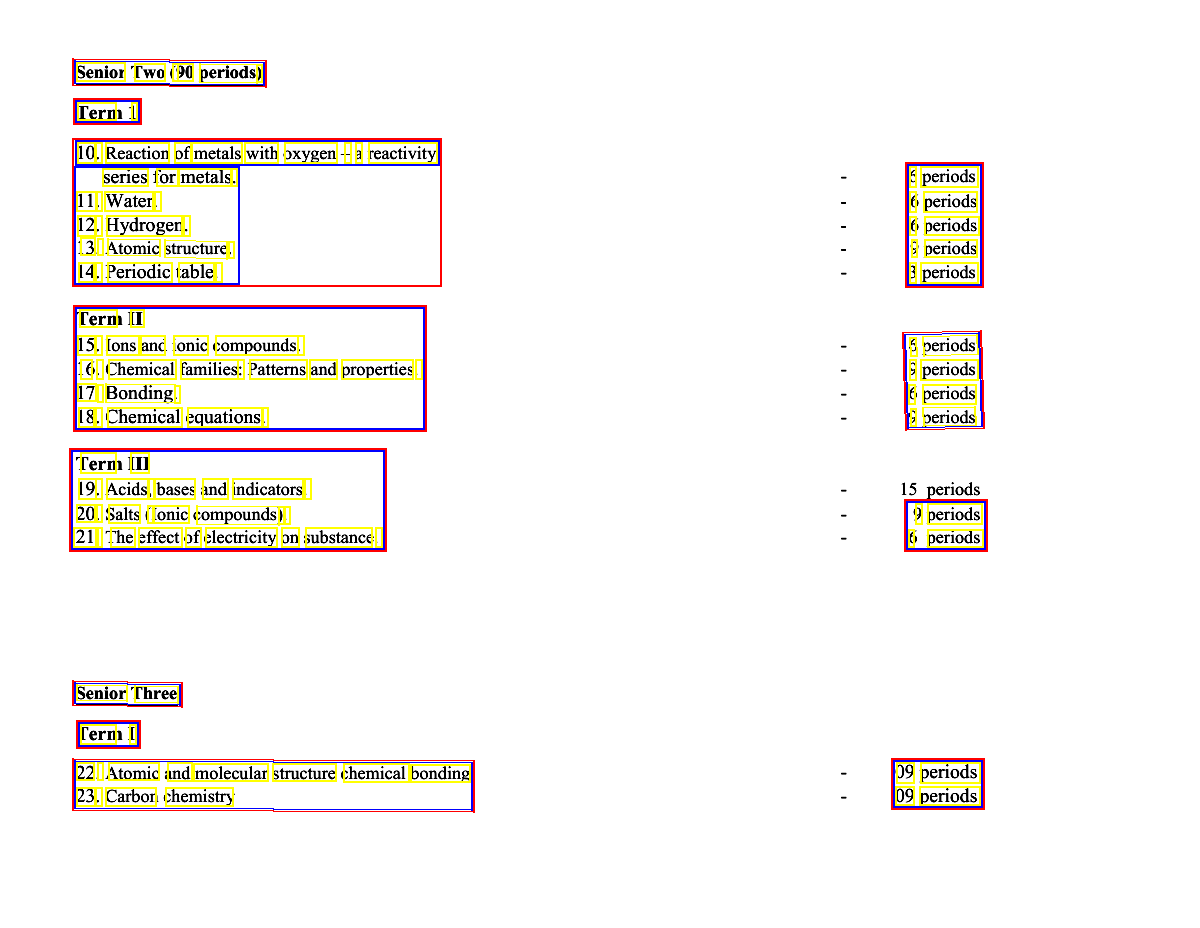 Senior Two (90 periods)
Term I
10. Reaction of metals with oxygen – a reactivity
series for metals. - 6 periods
11. Water. - 6 periods
12. Hydrogen. - 6 periods
13. Atomic structure. - 9 periods
14. Periodic table. - 3 periods
Term II
15. Ions and ionic compounds. - 6 periods
16. Chemical families: Patterns and properties. - 9 periods
17. Bonding. - 6 periods
18. Chemical equations. - 9 periods
Term III
19. Acids, bases and indicators. - 15 periods
20. Salts (Ionic compounds). - 9 periods
21. The effect of electricity on substance. - 6 periods
Senior Three
Term I
22. Atomic and molecular structure chemical bonding - 09 periods
23. Carbon chemistry - 09 periods